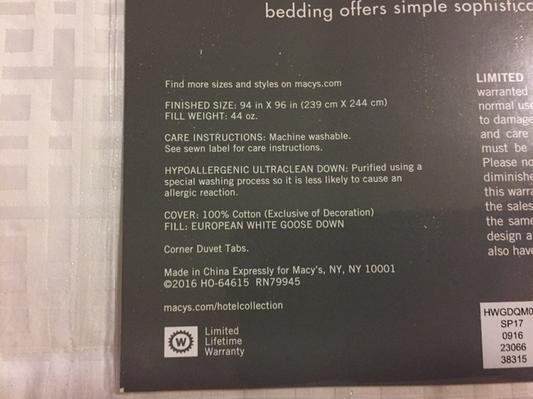 bedding offers simple
Find more sizes and styles on macys.com
FINISHED SIZE: 94 in X 96 in (239 cm X 244 cm)
FILL WEIGHT: 44 oz.
CARE INSTRUCTIONS: Machine washable.
See sewn label for care instructions.
HYPOALLERGENIC ULTRACLEAN DOWN: Purified using a
special washing process so it is less likely to cause an
allergic reaction.
COVER: 100% Cotton (Exclusive of Decoration)
FILL: EUROPEAN WHITE GOOSE DOWN
Corner Duvet Tabs.
Made in China Expressly for Macy's, NY, NY 10001
©2016 HO-64615 RN79945
macys.com/hotelcollection
W
Limited
Lifetime
Warranty
LIMITED
warranted
normal use
to damage
and care
must be
Please
this
the sales
the same
design
also have
SP17
0916
23066
38315